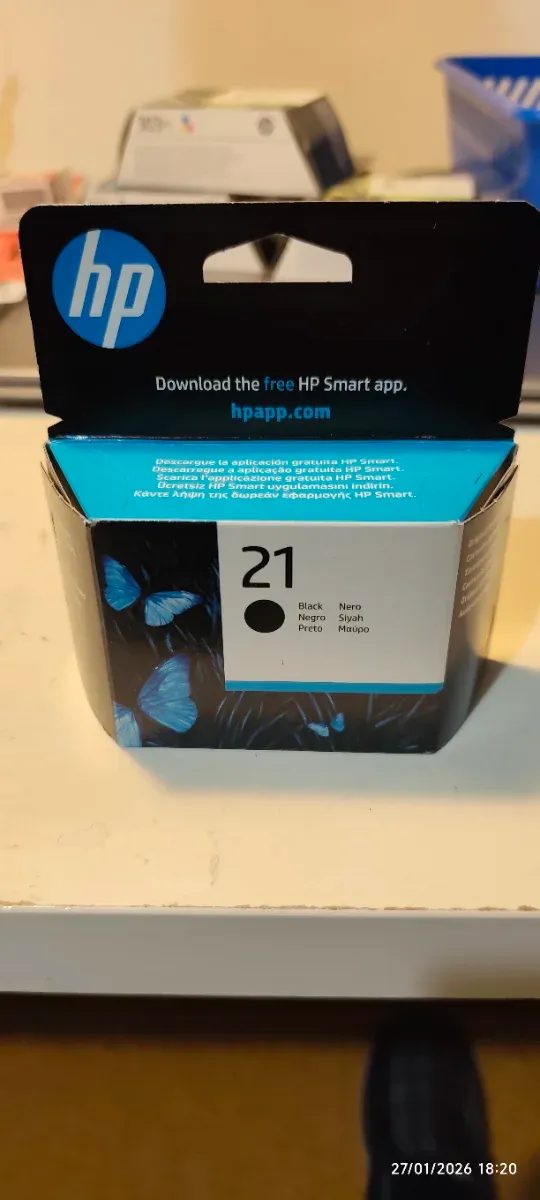 hp
Download the free HP Smart app.
hpapp.com
Descargue la aplicación gratuita HP Smart.
Descarregue a aplicação gratuita HP Smart.
Scarica l'applicazione gratuita HP Smart.
Ücretsiz HP Smart uygulamasını indirin.
Κάντε λήψη της δωρεάν εφαρμογής HP Smart.
21
Black Nero
Negro Siyah
Preto Μαύρο
27/01/2026 18:20